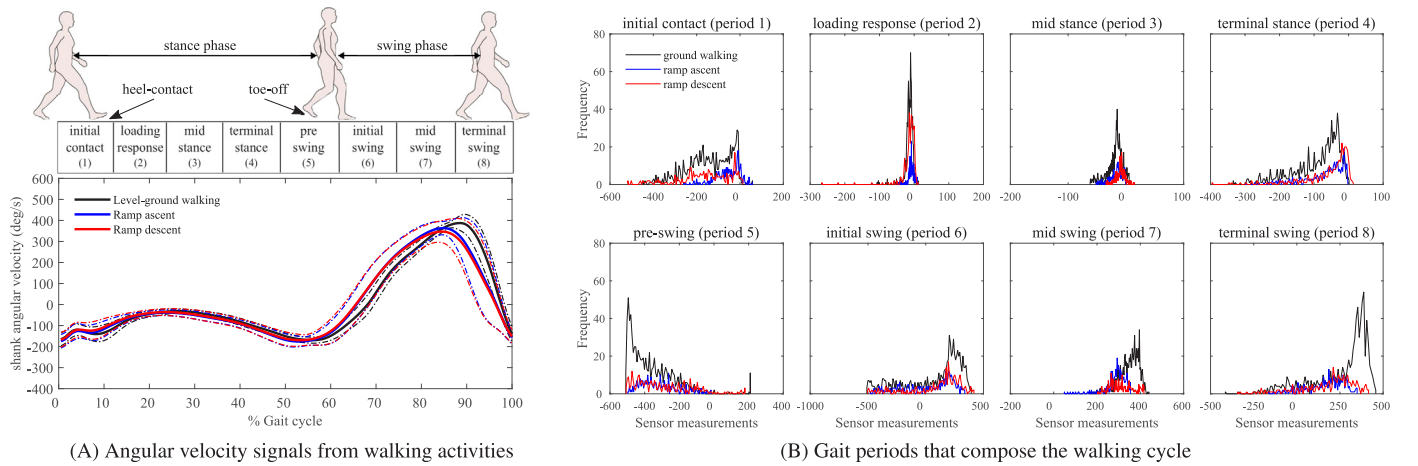 stance phase
swing phase
heel-contact
toe-off
initial contact (1)
loading response (2)
mid stance (3)
terminal stance (4)
pre swing (5)
initial swing (6)
mid swing (7)
terminal swing (8)
600
500
400
300
200
100
0
-100
-200
-300
-400
shank angular velocity (deg/s)
Level-ground walking
Ramp ascent
Ramp descent
0 10 20 30 40 50 60 70 80 90 100
% Gait cycle
(A) Angular velocity signals from walking activities
initial contact (period 1)
80
60
40
20
0
Frequency
ground walking
ramp ascent
ramp descent
-600 -400 -200 0 200
loading response (period 2)
-300 -200 -100 0 100 200
mid stance (period 3)
-200 -100 0 100
terminal stance (period 4)
-400 -300 -200 -100 0 100
pre-swing (period 5)
80
60
40
20
0
Frequency
-600 -400 -200 0 200 400
Sensor measurements
initial swing (period 6)
-1000 -500 0 500
Sensor measurements
mid swing (period 7)
0 200 400 600
Sensor measurements
terminal swing (period 8)
-500 -250 0 250 500
Sensor measurements
(B) Gait periods that compose the walking cycle